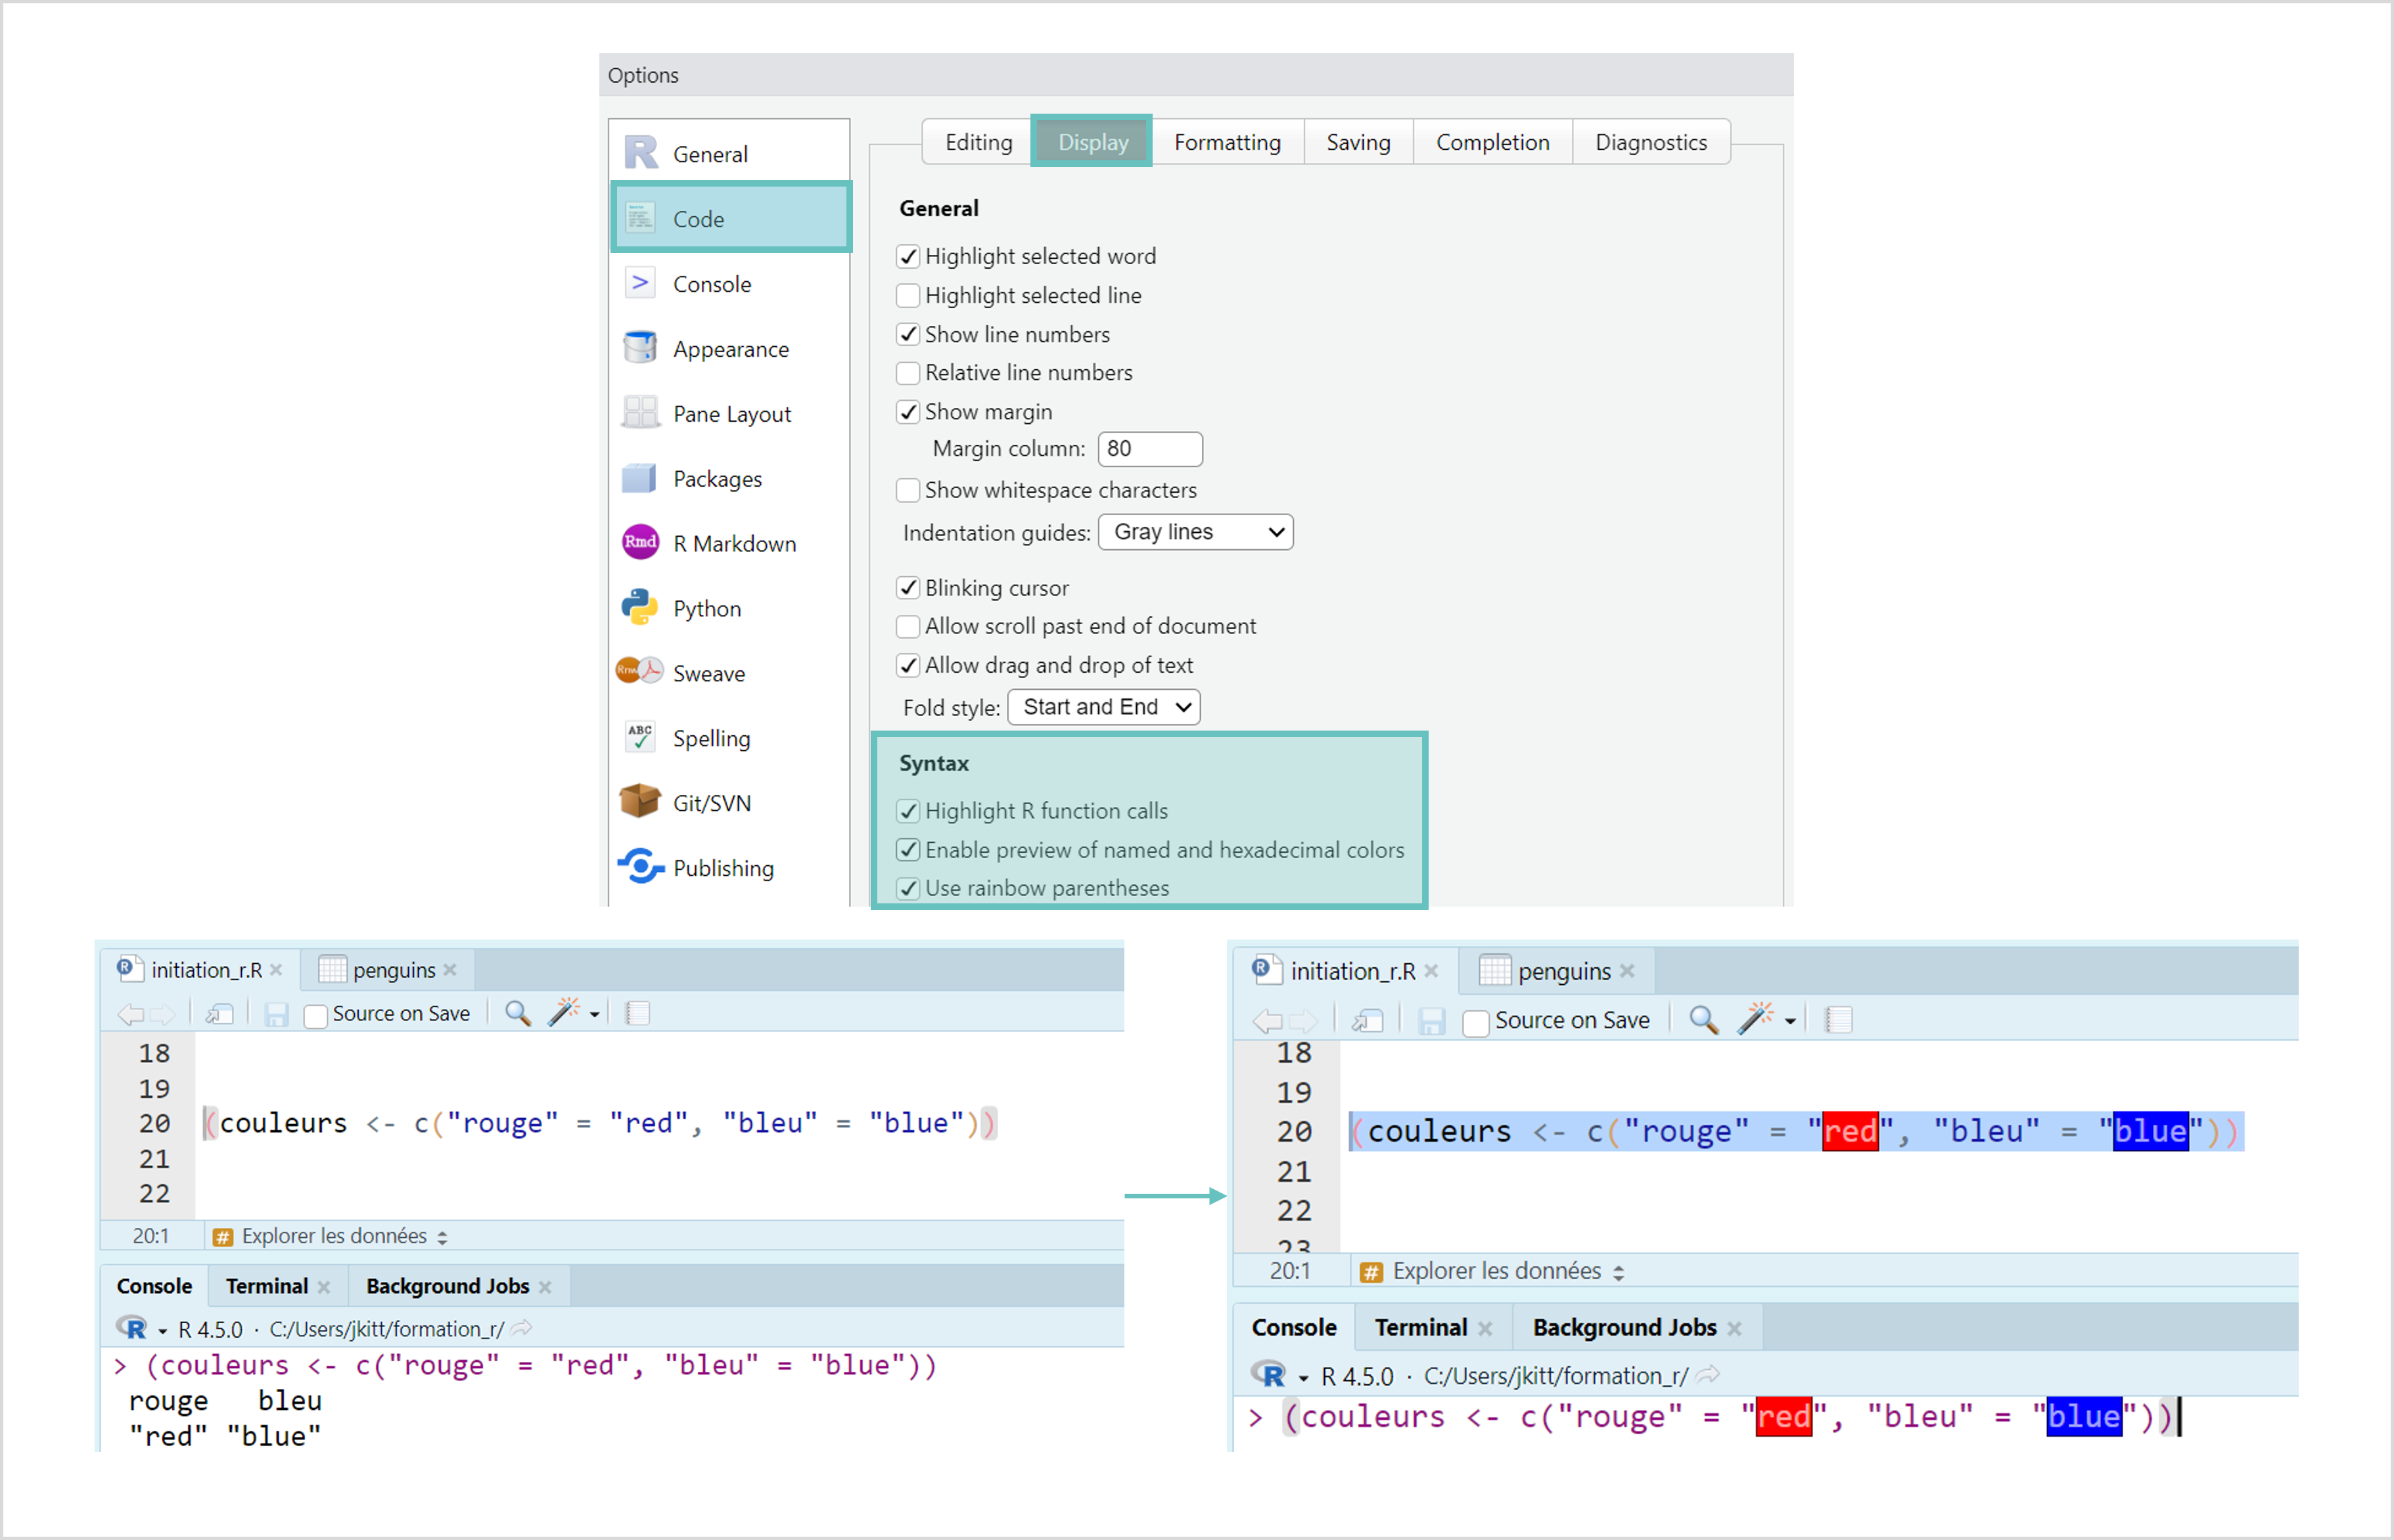 Options
General
Code
Console
Appearance
Pane Layout
Packages
Rmd R Markdown
Python
Rnw Sweave
ABC Spelling
Git/SVN
Publishing
Editing Display Formatting Saving Completion Diagnostics
General
Highlight selected word
Highlight selected line
Show line numbers
Relative line numbers
Show margin
Margin column: 80
Show whitespace characters
Indentation guides: Gray lines
Blinking cursor
Allow scroll past end of document
Allow drag and drop of text
Fold style: Start and End
Syntax
Highlight R function calls
Enable preview of named and hexadecimal colors
Use rainbow parentheses
initiation_r.R penguins
Source on Save
18
19
20 (couleurs <- c("rouge" = "red", "bleu" = "blue"))
21
22
20:1 # Explorer les données
Console Terminal Background Jobs
R 4.5.0 · C:/Users/jkitt/formation_r/
> (couleurs <- c("rouge" = "red", "bleu" = "blue"))
rouge bleu
"red" "blue"
initiation_r.R penguins
Source on Save
18
19
20 (couleurs <- c("rouge" = "red", "bleu" = "blue"))
21
22
23
20:1 # Explorer les données
Console Terminal Background Jobs
R 4.5.0 · C:/Users/jkitt/formation_r/
> (couleurs <- c("rouge" = "red", "bleu" = "blue"))